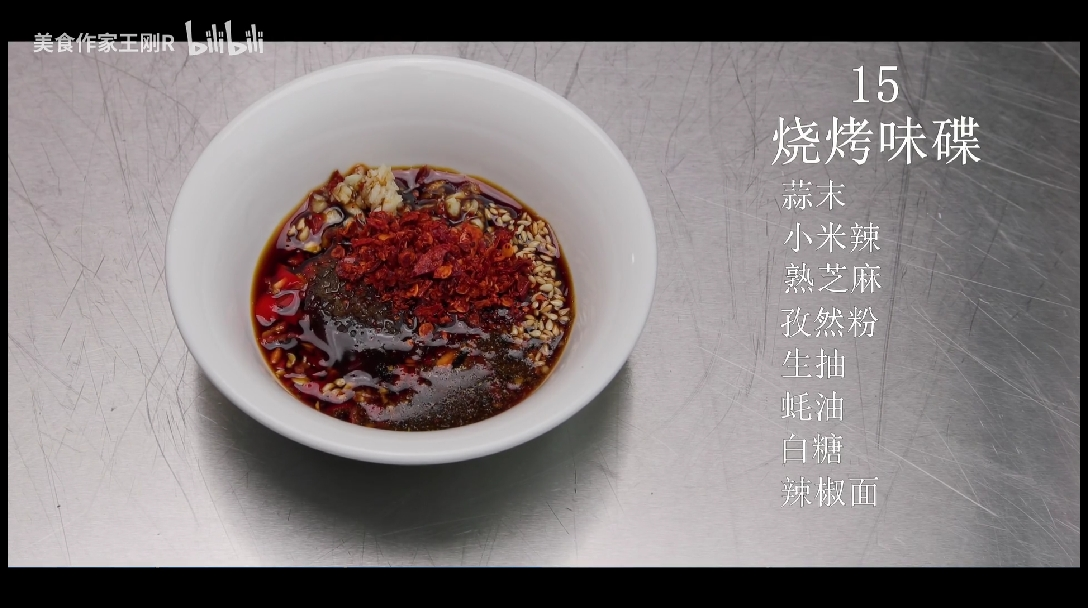 美食作家王刚R bilibili
15
烧烤味碟
蒜末
小米辣
熟芝麻
孜然粉
生抽
蚝油
白糖
辣椒面